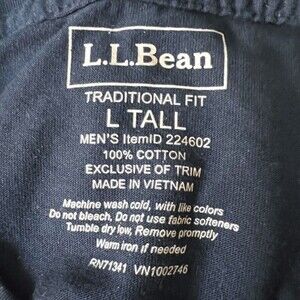 L.L.Bean
TRADITIONAL FIT
L TALL
MEN'S ItemID 224602
100% COTTON
EXCLUSIVE OF TRIM
MADE IN VIETNAM
Machine wash cold, with like colors
Do not bleach, Do not use fabric softeners
Tumble dry low, Remove promptly
Warm iron if needed
RN71341 VN1002746